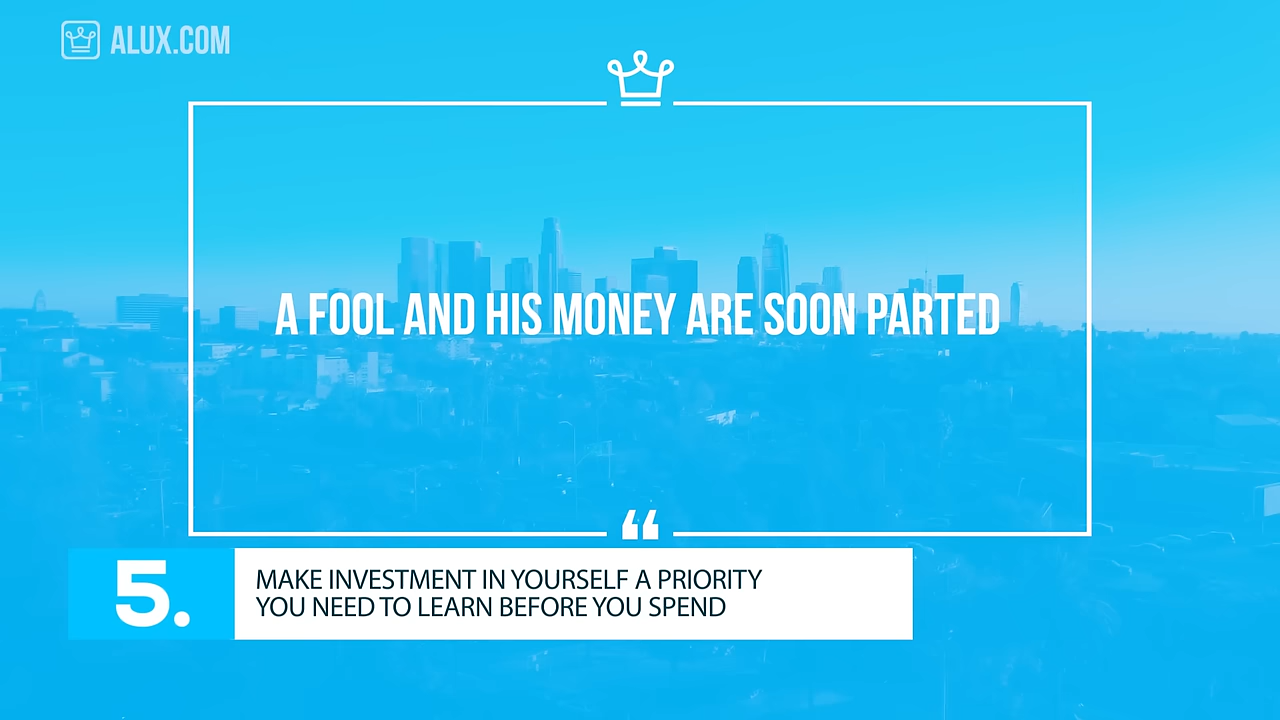 ALUX.COM
A FOOL AND HIS MONEY ARE SOON PARTED
“
5.
MAKE INVESTMENT IN YOURSELF A PRIORITY
YOU NEED TO LEARN BEFORE YOU SPEND